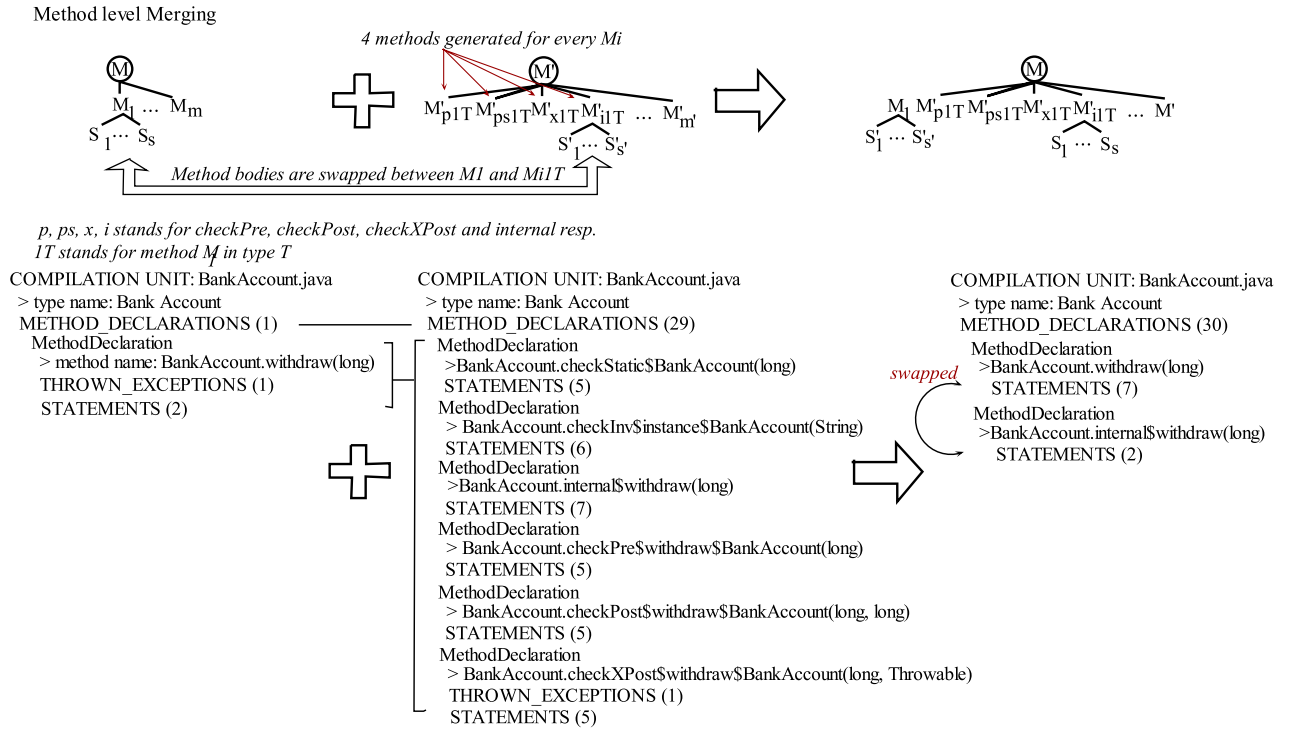 Method level Merging
4 methods generated for every Mi
M
M1 ... Mm
S1... Ss
M'
M'p1T M'ps1T M'x1T M'i1T ... M'm'
S'1... S's'
M
M1 M'p1T M'ps1T M'x1T M'i1T ... M'
S'1... S's'
S1 ... Ss
Method bodies are swapped between M1 and Mi1T
p, ps, x, i stands for checkPre, checkPost, checkXPost and internal resp.
1T stands for method M1 in type T
COMPILATION UNIT: BankAccount.java
> type name: Bank Account
METHOD_DECLARATIONS (1)
MethodDeclaration
> method name: BankAccount.withdraw(long)
THROWN_EXCEPTIONS (1)
STATEMENTS (2)
COMPILATION UNIT: BankAccount.java
> type name: Bank Account
METHOD_DECLARATIONS (29)
MethodDeclaration
>BankAccount.checkStatic$BankAccount(long)
STATEMENTS (5)
MethodDeclaration
> BankAccount.checkInv$instance$BankAccount(String)
STATEMENTS (6)
MethodDeclaration
>BankAccount.internal$withdraw(long)
STATEMENTS (7)
MethodDeclaration
> BankAccount.checkPre$withdraw$BankAccount(long)
STATEMENTS (5)
MethodDeclaration
> BankAccount.checkPost$withdraw$BankAccount(long, long)
STATEMENTS (5)
MethodDeclaration
> BankAccount.checkXPost$withdraw$BankAccount(long, Throwable)
THROWN_EXCEPTIONS (1)
STATEMENTS (5)
COMPILATION UNIT: BankAccount.java
> type name: Bank Account
METHOD_DECLARATIONS (30)
MethodDeclaration
>BankAccount.withdraw(long)
swapped
STATEMENTS (7)
MethodDeclaration
>BankAccount.internal$withdraw(long)
STATEMENTS (2)